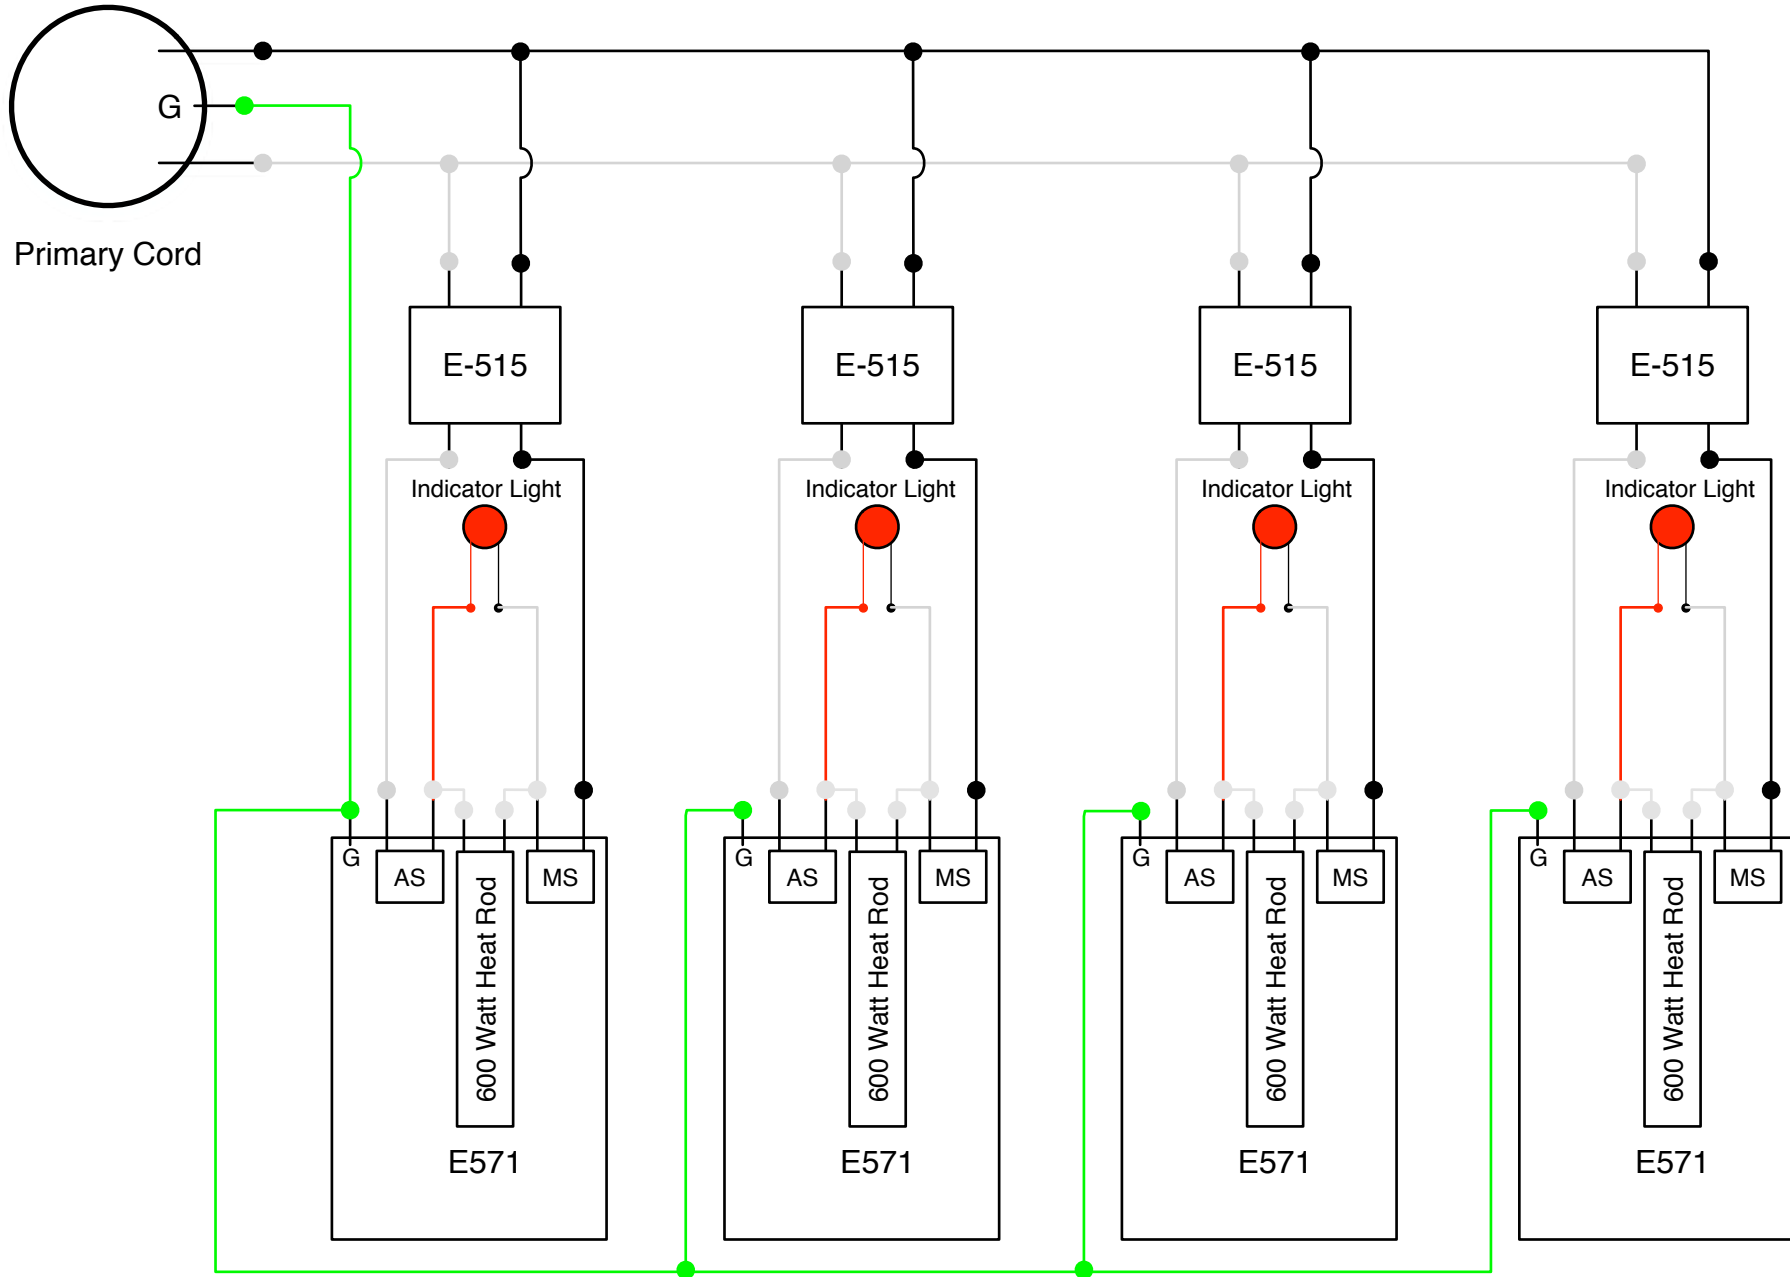 G
Primary Cord
E-515
E-515
E-515
E-515
Indicator Light
Indicator Light
Indicator Light
Indicator Light
G
AS
MS
G
AS
MS
G
AS
MS
G
AS
MS
600 Watt Heat Rod
600 Watt Heat Rod
600 Watt Heat Rod
600 Watt Heat Rod
E571
E571
E571
E571